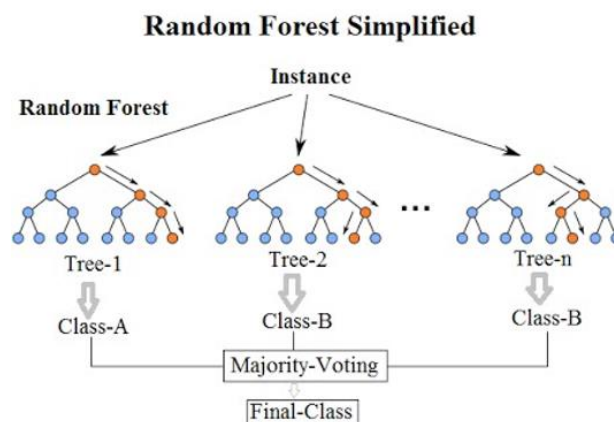 Random Forest Simplified
Instance
Random Forest
...
Tree-1
Tree-2
Tree-n
Class-A
Class-B
Class-B
Majority-Voting
Final-Class